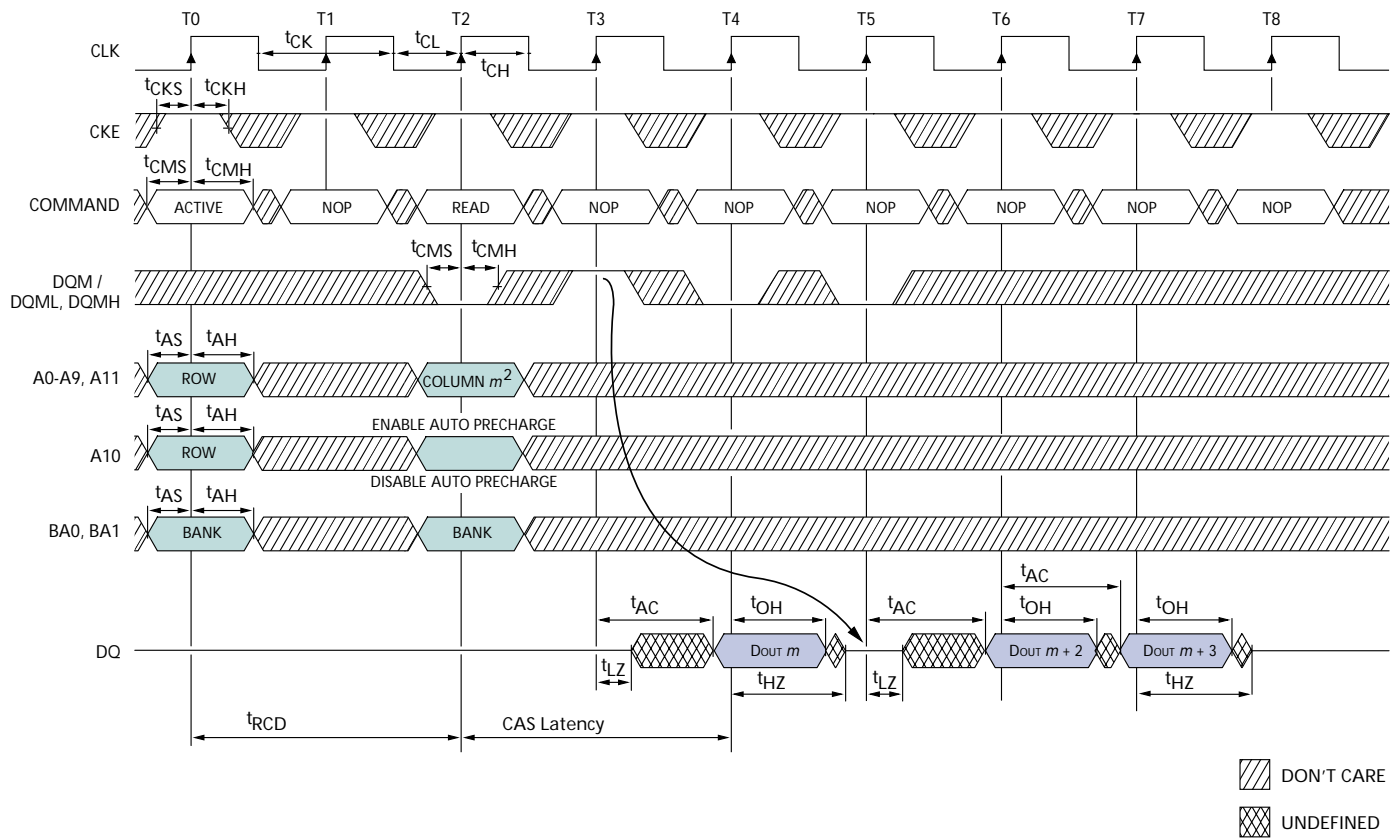 T0 T1 T2 T3 T4 T5 T6 T7 T8
CLK
tCK tCL
tCH
tCKS tCKH
CKE
tCMS tCMH
COMMAND ACTIVE NOP READ NOP NOP NOP NOP NOP NOP
tCMS tCMH
DQM /
DQML, DQMH
tAS tAH
A0-A9, A11 ROW COLUMN m2
tAS tAH ENABLE AUTO PRECHARGE
A10 ROW
DISABLE AUTO PRECHARGE
tAS tAH
BA0, BA1 BANK BANK
tAC
tAC tOH tAC tOH tOH
DQ DOUT m DOUT m + 2 DOUT m + 3
tLZ tHZ tLZ tHZ
tRCD CAS Latency
DON'T CARE
UNDEFINED